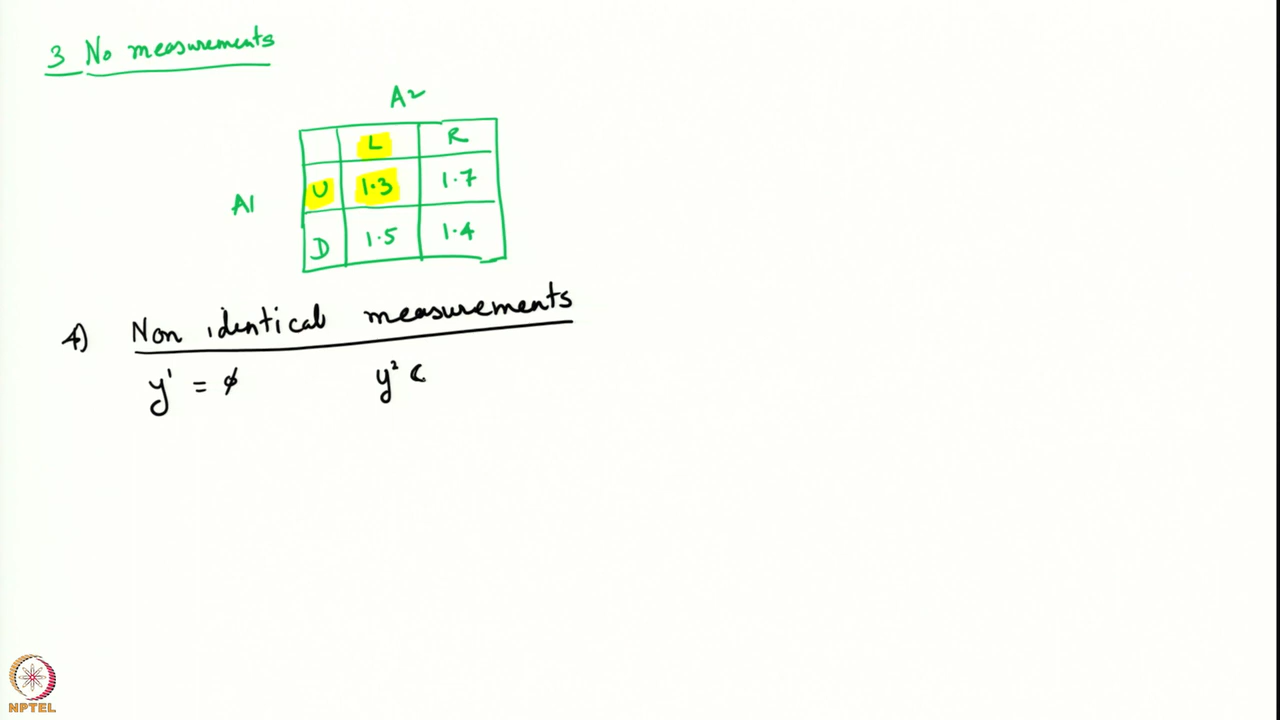 3 No measurements
A2
L R
A1 U 1.3 1.7
D 1.5 1.4
4) Non identical measurements
y¹ = φ y²
NPTEL